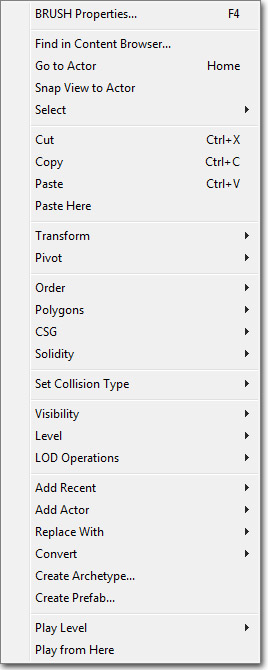 BRUSH Properties... F4
Find in Content Browser...
Go to Actor Home
Snap View to Actor
Select
Cut Ctrl+X
Copy Ctrl+C
Paste Ctrl+V
Paste Here
Transform
Pivot
Order
Polygons
CSG
Solidity
Set Collision Type
Visibility
Level
LOD Operations
Add Recent
Add Actor
Replace With
Convert
Create Archetype...
Create Prefab...
Play Level
Play from Here